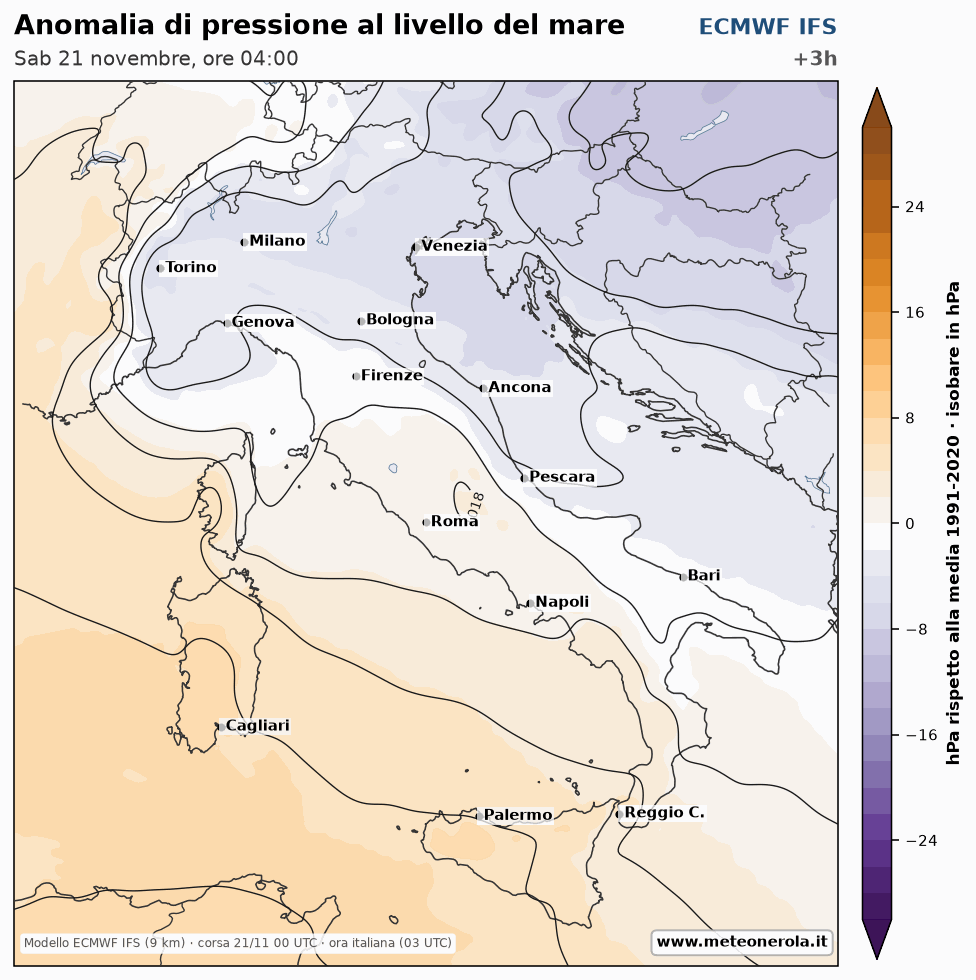 Anomalia di pressione al livello del mare
ECMWF IFS
Sab 21 novembre, ore 04:00
+3h
Milano
Venezia
Torino
Genova
Bologna
Firenze
Ancona
Pescara
018
Roma
Bari
Napoli
Cagliari
Palermo
Reggio C.
24
16
8
0
−8
−16
−24
hPa rispetto alla media 1991-2020 · isobare in hPa
Modello ECMWF IFS (9 km) · corsa 21/11 00 UTC · ora italiana (03 UTC)
www.meteonerola.it